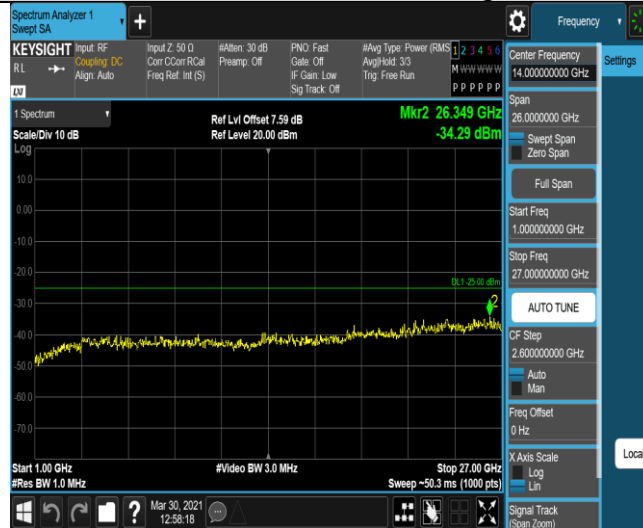 Spectrum Analyzer 1
Swept SA
+
Frequency
KEYSIGHT
RL
LXI
Input: RF
Coupling: DC
Align: Auto
Input Z: 50 Ω
Corr CCorr RCal
Freq Ref: Int (S)
#Atten: 30 dB
Preamp: Off
PNO: Fast
Gate: Off
IF Gain: Low
Sig Track: Off
#Avg Type: Power (RMS
Avg|Hold: 3/3
Trig: Free Run
1 2 3 4 5 6
M W W W W W
P P P P P P
1 Spectrum
Scale/Div 10 dB
Log
Ref Lvl Offset 7.59 dB
Ref Level 20.00 dBm
Mkr2 26.349 GHz
-34.29 dBm
10.0
0.00
-10.0
-20.0
DL1 -25.00 dBm
-30.0
2
-40.0
-50.0
-60.0
-70.0
Start 1.00 GHz
#Res BW 1.0 MHz
#Video BW 3.0 MHz
Stop 27.00 GHz
Sweep ~50.3 ms (1000 pts)
Mar 30, 2021
12:58:18
Center Frequency
14.000000000 GHz
Settings
Span
26.0000000 GHz
Swept Span
Zero Span
Full Span
Start Freq
1.000000000 GHz
Stop Freq
27.000000000 GHz
AUTO TUNE
CF Step
2.600000000 GHz
Auto
Man
Freq Offset
0 Hz
X Axis Scale
Log
Lin
Loca
Signal Track
(Span Zoom)